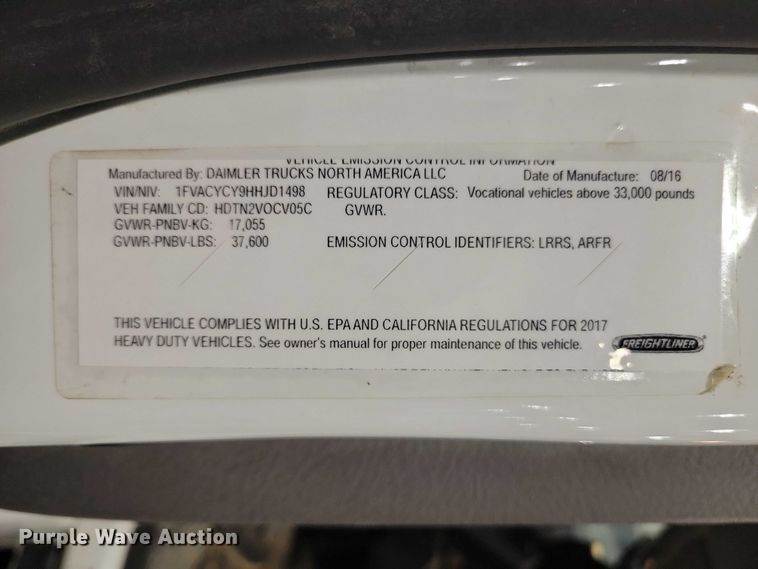 VEHICLE EMISSION CONTROL INFORMATION
Manufactured By: DAIMLER TRUCKS NORTH AMERICA LLC Date of Manufacture: 08/16
VIN/NIV: 1FVACYCY9HHJD1498 REGULATORY CLASS: Vocational vehicles above 33,000 pounds
VEH FAMILY CD: HDTN2VOCV05C GVWR.
GVWR-PNBV-KG: 17,055
GVWR-PNBV-LBS: 37,600 EMISSION CONTROL IDENTIFIERS: LRRS, ARFR
THIS VEHICLE COMPLIES WITH U.S. EPA AND CALIFORNIA REGULATIONS FOR 2017
HEAVY DUTY VEHICLES. See owner's manual for proper maintenance of this vehicle.
FREIGHTLINER
Purple Wave Auction